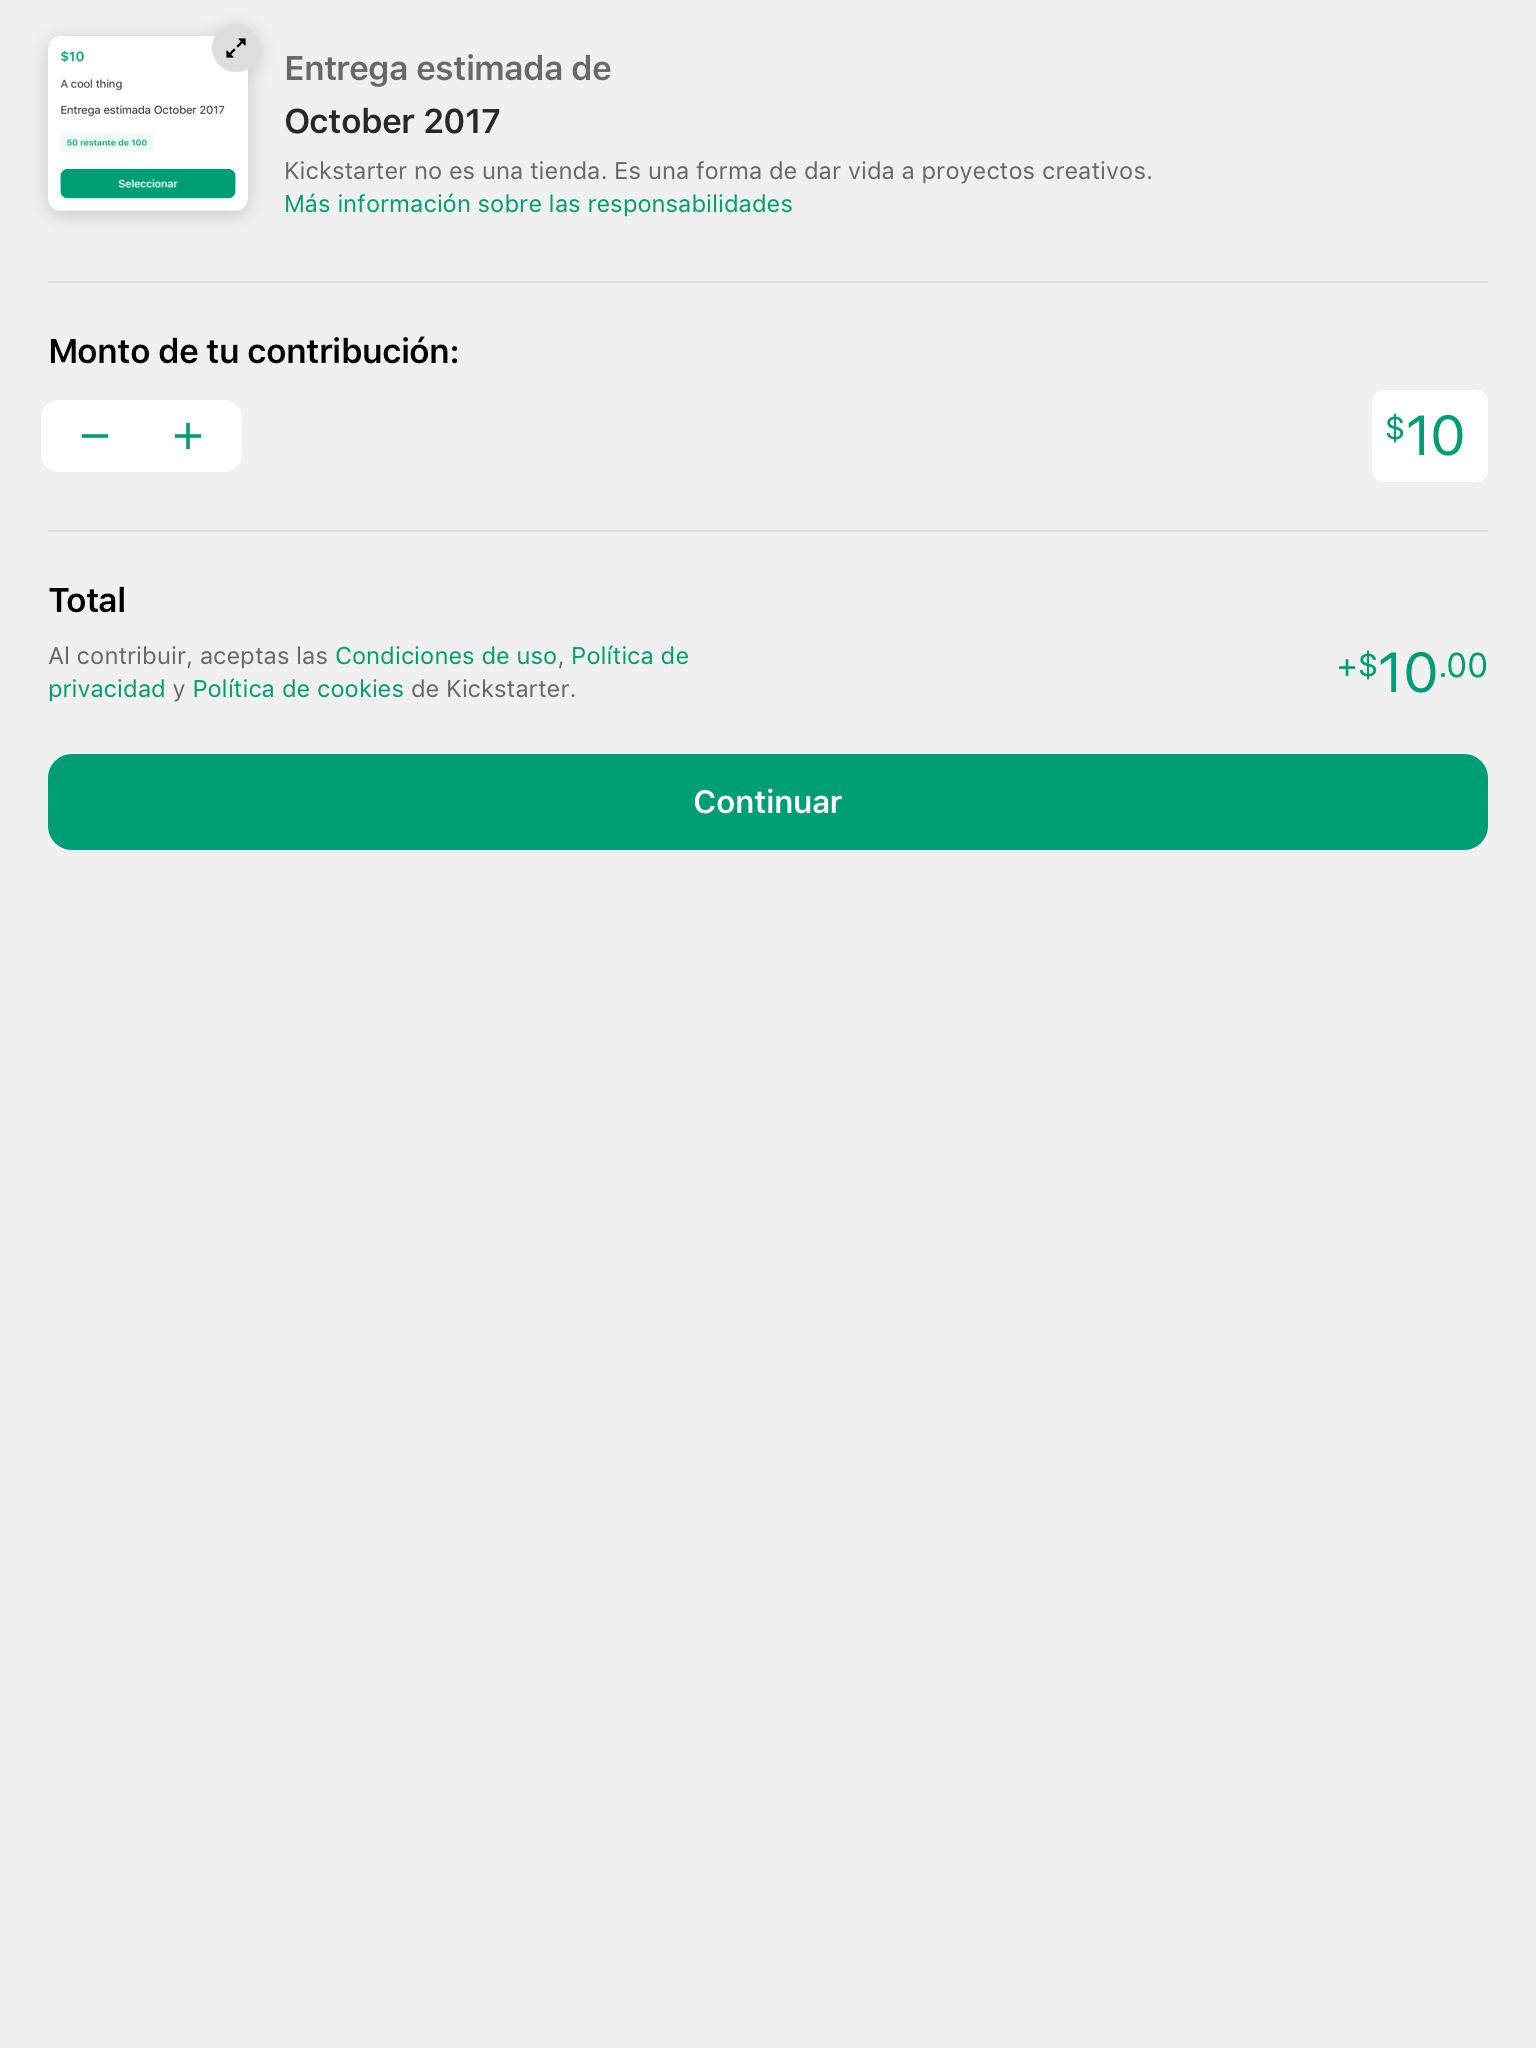 $10
A cool thing
Entrega estimada October 2017
50 restante de 100
Seleccionar
Entrega estimada de
October 2017
Kickstarter no es una tienda. Es una forma de dar vida a proyectos creativos.
Más información sobre las responsabilidades
Monto de tu contribución:
$10
Total
Al contribuir, aceptas las Condiciones de uso, Política de
privacidad y Política de cookies de Kickstarter.
+$10.00
Continuar